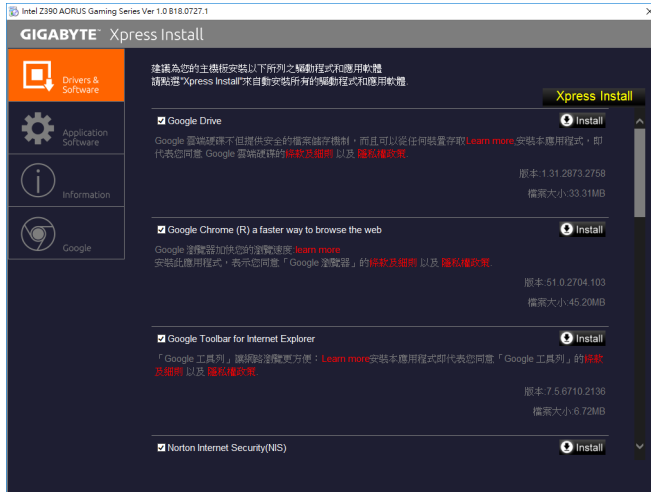 Intel Z390 AORUS Gaming Series Ver 1.0 B18.0727.1
GIGABYTE™ Xpress Install
Drivers &
Software
Application
Software
Information
Google
建議為您的主機板安裝以下所列之驅動程式和應用軟體
請點選"Xpress Install"來自動安裝所有的驅動程式和應用軟體.
Xpress Install
Google Drive
Install
Google 雲端硬碟不但提供安全的檔案儲存機制，而且可以從任何裝置存取Learn more,安裝本應用程式，即
代表您同意 Google 雲端硬碟的條款及細則 以及 隱私權政策.
版本:1.31.2873.2758
檔案大小:33.31MB
Google Chrome (R) a faster way to browse the web
Install
Google 瀏覽器加快您的瀏覽速度.learn more
安裝此應用程式，表示您同意「Google 瀏覽器」的條款及細則 以及 隱私權政策.
版本:51.0.2704.103
檔案大小:45.20MB
Google Toolbar for Internet Explorer
Install
「Google 工具列」讓網路瀏覽更方便：Learn more安裝本應用程式即代表您同意「Google 工具列」的條款
及細則 以及 隱私權政策.
版本:7.5.6710.2136
檔案大小:6.72MB
Norton Internet Security(NIS)
Install